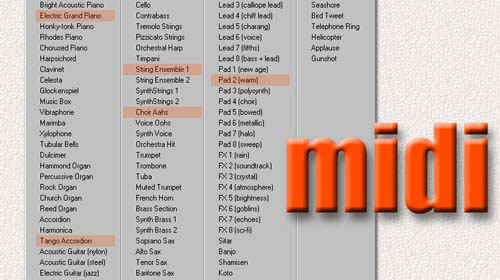 Bright Acoustic Piano
Electric Grand Piano
Honky-tonk Piano
Rhodes Piano
Chorused Piano
Harpsichord
Clavinet
Celesta
Glockenspiel
Music Box
Vibraphone
Marimba
Xylophone
Tubular Bells
Dulcimer
Hammond Organ
Percussive Organ
Rock Organ
Church Organ
Reed Organ
Accordion
Harmonica
Tango Accordion
Acoustic Guitar (nylon)
Acoustic Guitar (steel)
Electric Guitar (jazz)
Cello
Contrabass
Tremolo Strings
Pizzicato Strings
Orchestral Harp
Timpani
String Ensemble 1
String Ensemble 2
SynthStrings 1
SynthStrings 2
Choir Aahs
Voice Oohs
Synth Voice
Orchestra Hit
Trumpet
Trombone
Tuba
Muted Trumpet
French Horn
Brass Section
Synth Brass 1
Synth Brass 2
Soprano Sax
Alto Sax
Tenor Sax
Baritone Sax
Lead 3 (calliope lead)
Lead 4 (chiff lead)
Lead 5 (charang)
Lead 6 (voice)
Lead 7 (fifths)
Lead 8 (bass + lead)
Pad 1 (new age)
Pad 2 (warm)
Pad 3 (polysynth)
Pad 4 (choir)
Pad 5 (bowed)
Pad 6 (metallic)
Pad 7 (halo)
Pad 8 (sweep)
FX 1 (rain)
FX 2 (soundtrack)
FX 3 (crystal)
FX 4 (atmosphere)
FX 5 (brightness)
FX 6 (goblins)
FX 7 (echoes)
FX 8 (sci-fi)
Sitar
Banjo
Shamisen
Koto
Seashore
Bird Tweet
Telephone Ring
Helicopter
Applause
Gunshot
midi